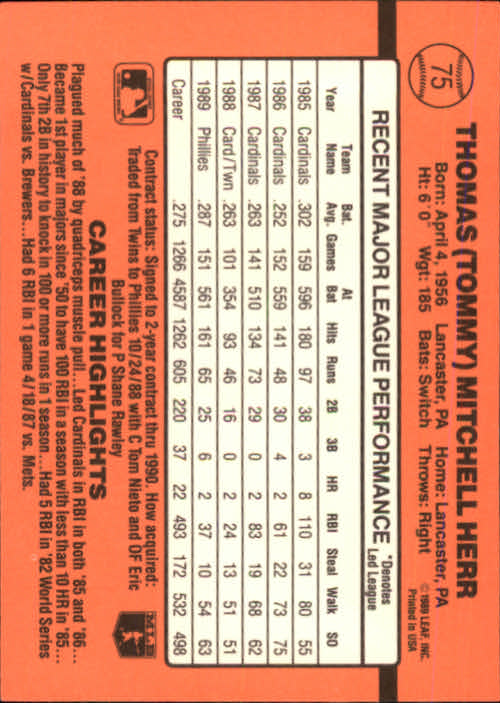 75
THOMAS (TOMMY) MITCHELL HERR
Born: April 4, 1956 Lancaster, PA Home: Lancaster, PA
Ht: 6' 0" Wgt: 185 Bats: Switch Throws: Right
© 1989 LEAF, INC.
Printed in USA
RECENT MAJOR LEAGUE PERFORMANCE *Denotes Led League
Year Team Name Bat. Avg. Games At Bat Hits Runs 2B 3B HR RBI Steal Walk SO
1985 Cardinals .302 159 596 180 97 38 3 8 110 31 80 55
1986 Cardinals .252 152 559 141 48 30 4 2 61 22 73 75
1987 Cardinals .263 141 510 134 73 29 0 2 83 19 68 62
1988 Card/Twn .263 101 354 93 46 16 0 2 24 13 51 51
1989 Phillies .287 151 561 161 65 25 6 2 37 10 54 63
Career .275 1266 4587 1262 605 220 37 22 493 172 532 498
Contract status: Signed to 2-year contract thru 1990. How acquired:
Traded from Twins to Phillies 10/24/88 with C Tom Nieto and OF Eric
Bullock for P Shane Rawley
CAREER HIGHLIGHTS
Plagued much of '88 by quadriceps muscle pull...Led Cardinals in RBI in both '85 and '86...
Became 1st player in majors since '50 to have 100 RBI in a season with less than 10 HR in '85...
Only 7th 2B in history to knock in 100 or more runs in 1 season....Had 5 RBI in '82 World Series
w/Cardinals vs. Brewers...Had 6 RBI in 1 game 4/18/87 vs. Mets.